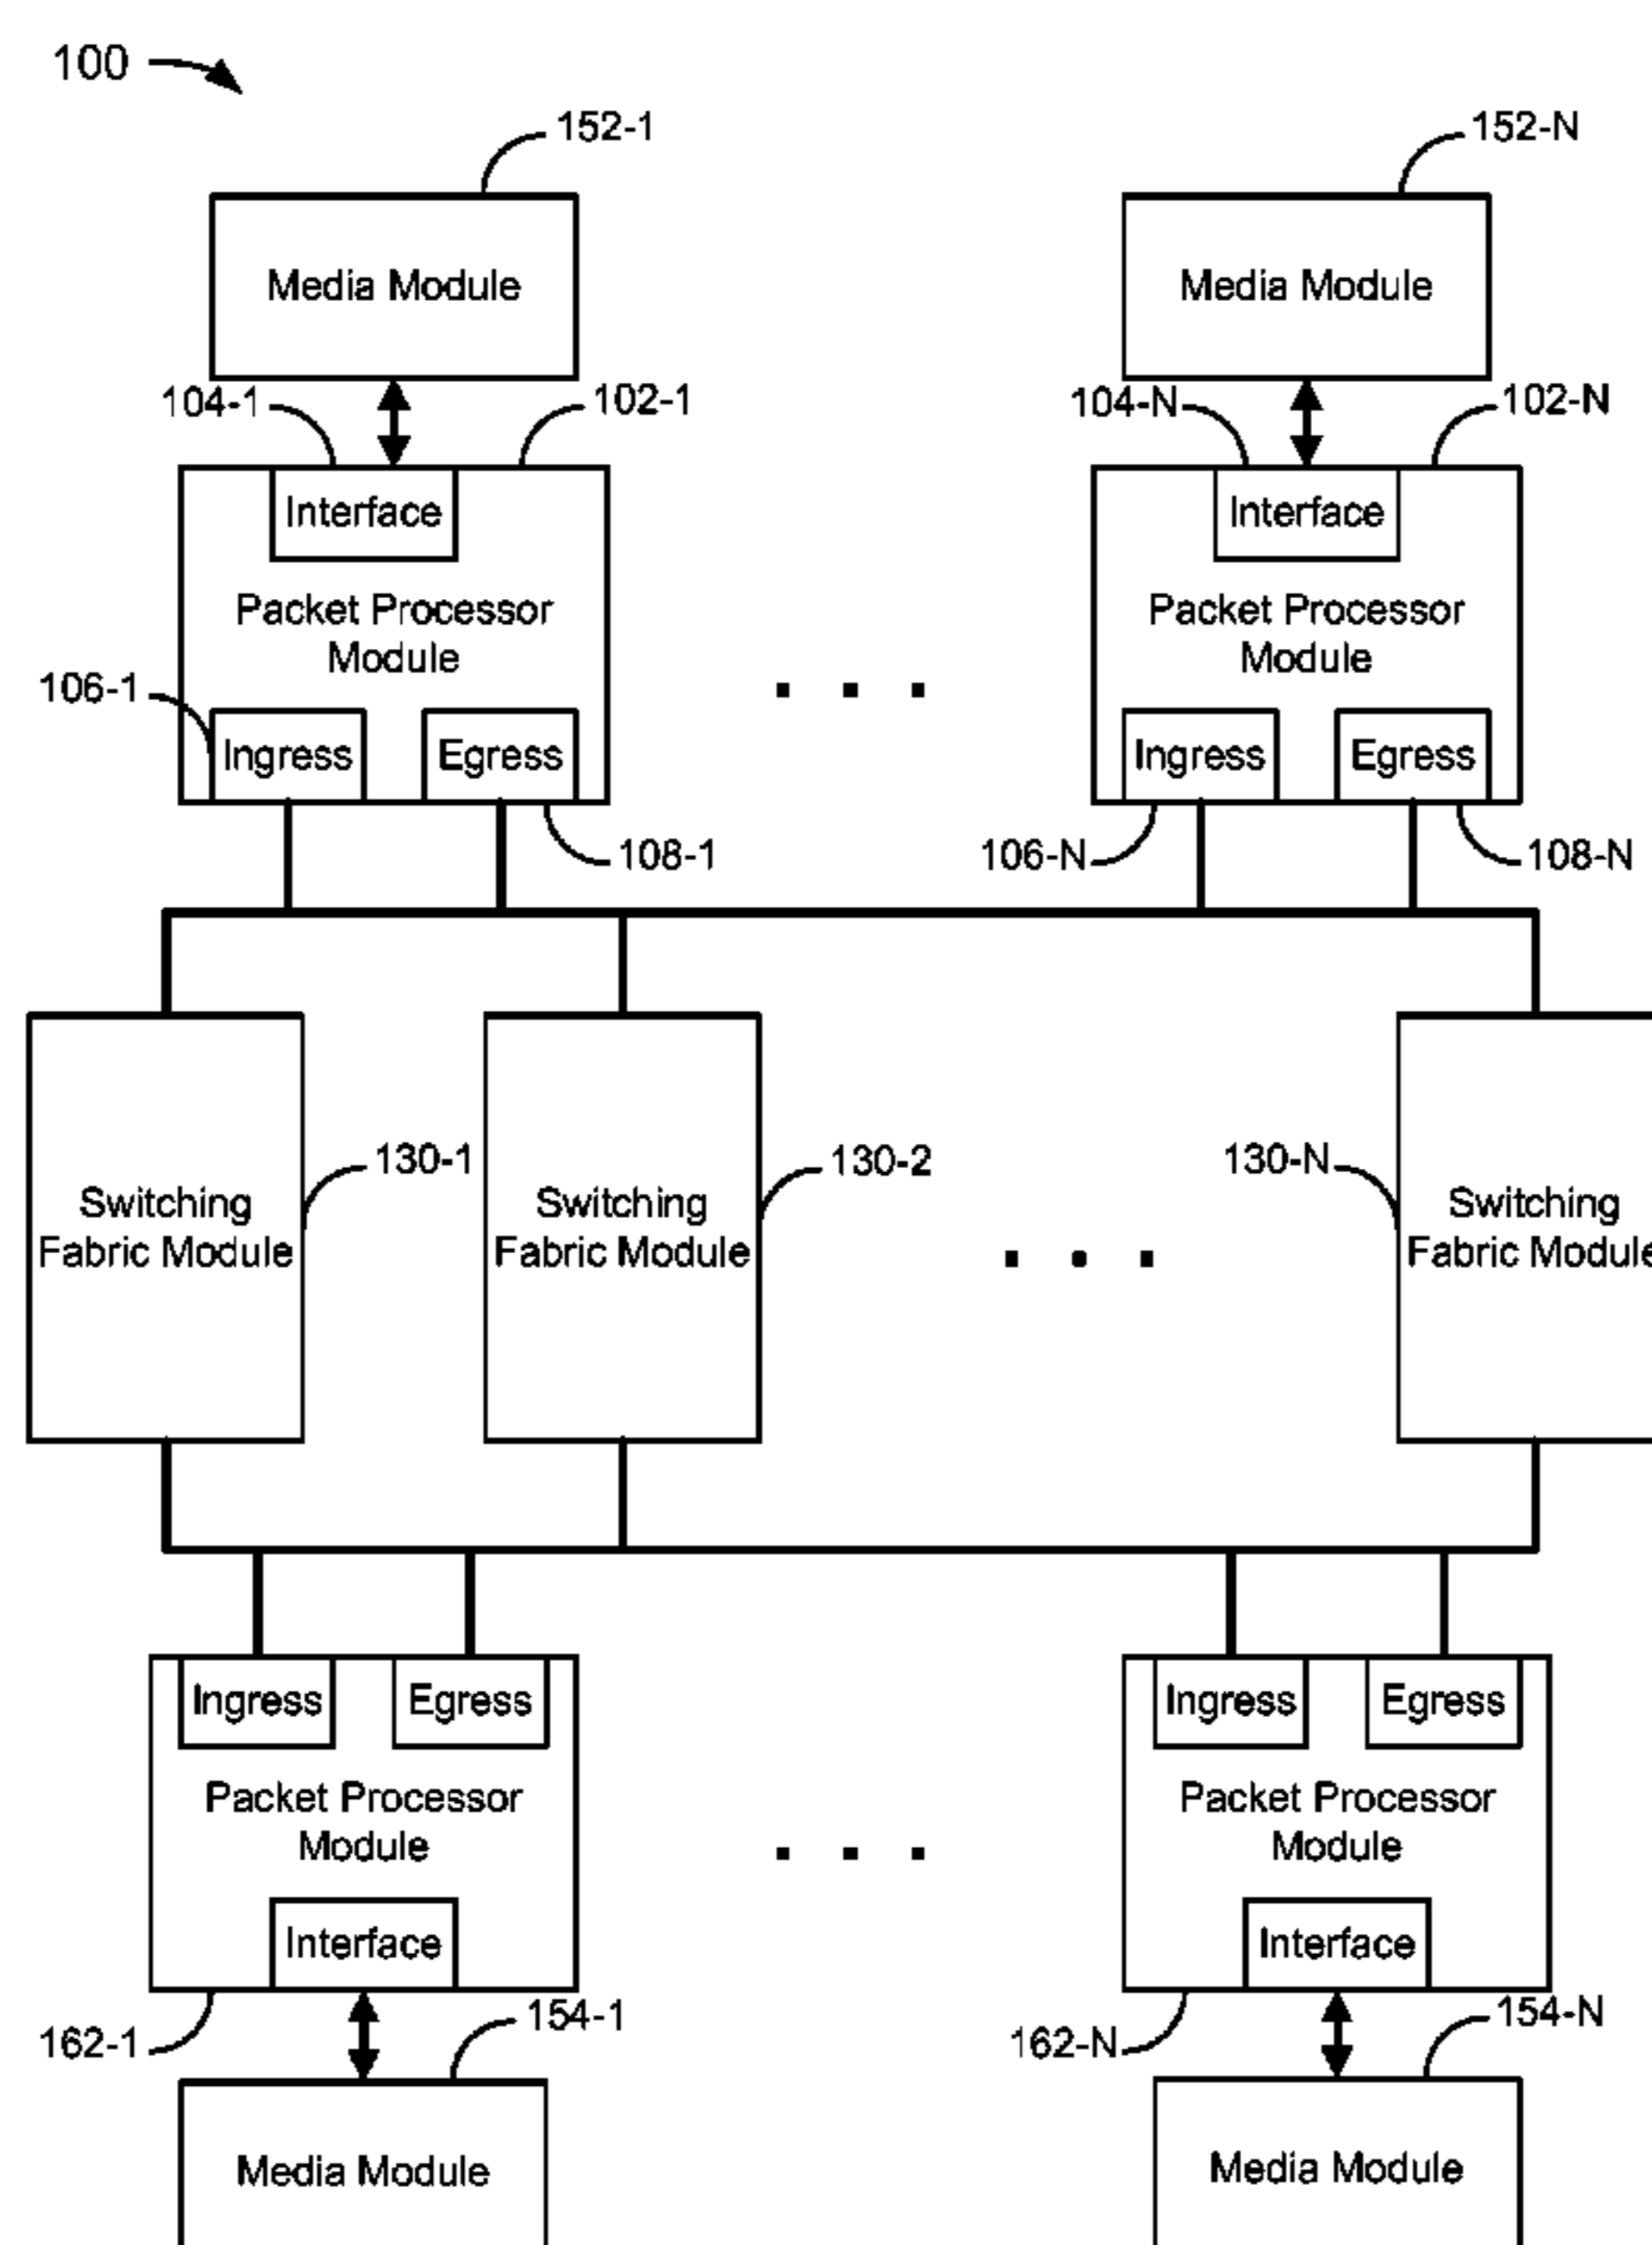 100
152-1
152-N
Media Module
Media Module
104-1
102-1
104-N
102-N
Interface
Interface
Packet Processor
Module
Packet Processor
Module
106-1
Ingress
Egress
Ingress
Egress
108-1
106-N
108-N
130-1
130-2
130-N
Switching
Fabric Module
Switching
Fabric Module
Switching
Fabric Module
Ingress
Egress
Ingress
Egress
Packet Processor
Module
Packet Processor
Module
Interface
Interface
162-1
154-1
162-N
154-N
Media Module
Media Module